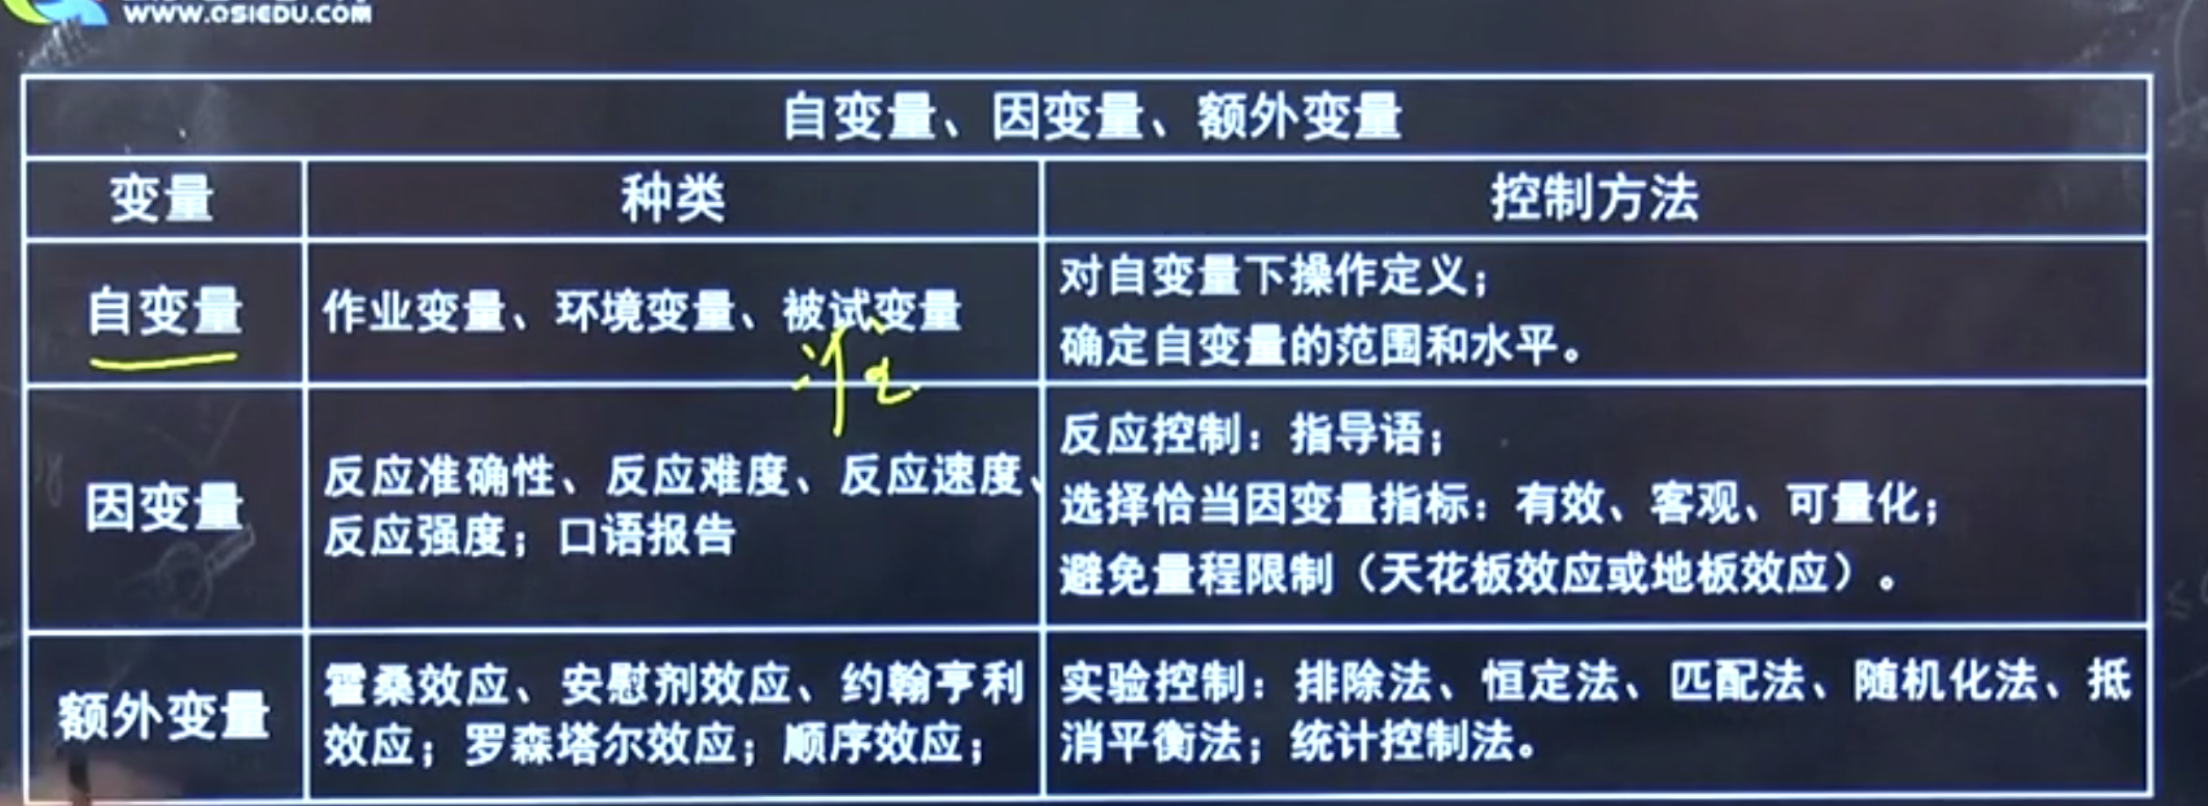 WWW.QSIEDU.COM
自变量、因变量、额外变量
变量 种类 控制方法
自变量 作业变量、环境变量、被试变量 对自变量下操作定义；
确定自变量的范围和水平。
因变量 反应准确性、反应难度、反应速度、
反应强度；口语报告
反应控制：指导语；
选择恰当因变量指标：有效、客观、可量化；
避免量程限制（天花板效应或地板效应）。
额外变量 霍桑效应、安慰剂效应、约翰亨利
效应；罗森塔尔效应；顺序效应；
实验控制：排除法、恒定法、匹配法、随机化法、抵
消平衡法；统计控制法。